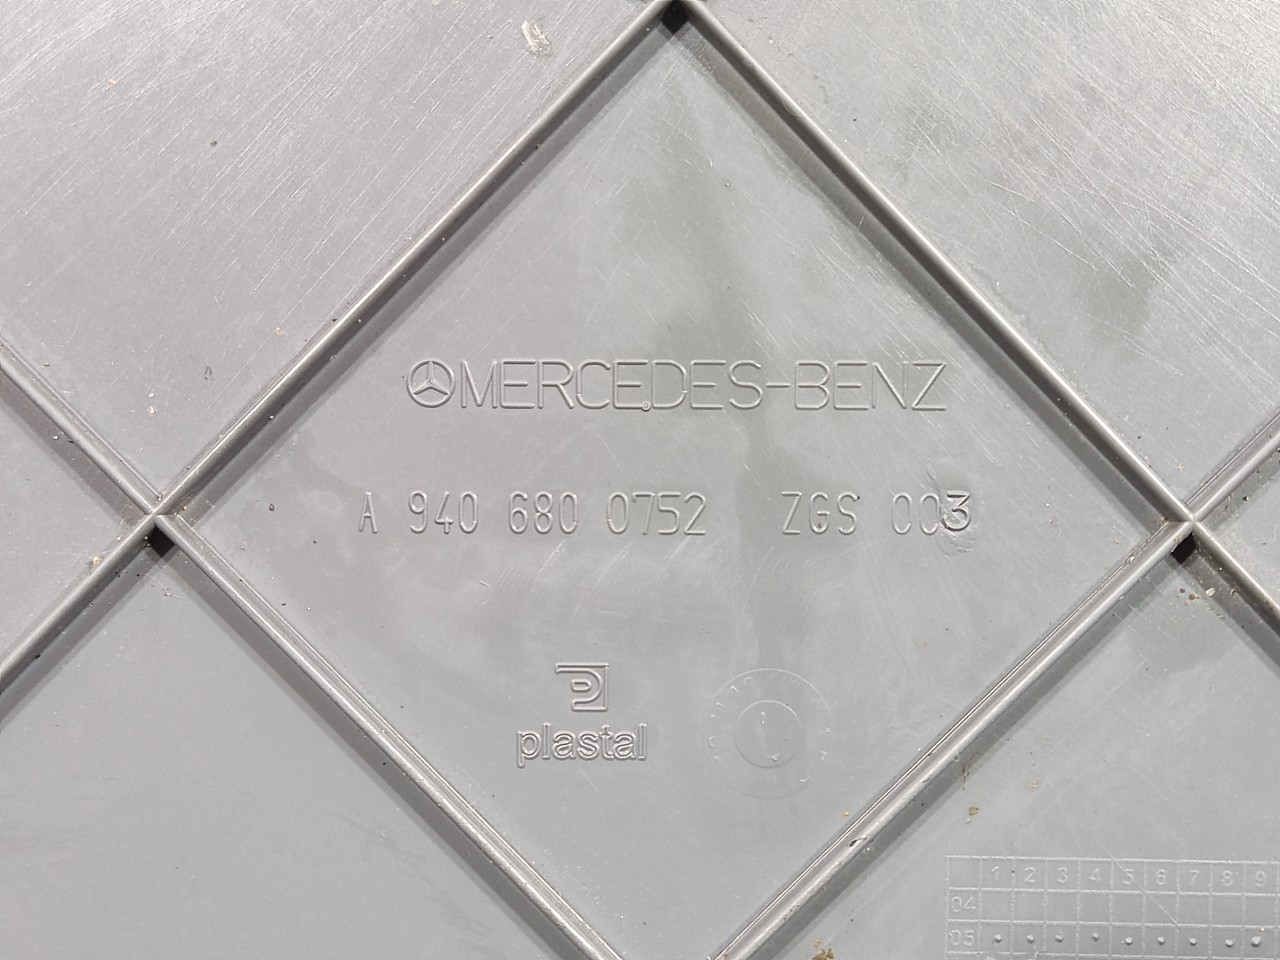 MERCEDES-BENZ
A 940 680 0752 ZGS 003
plastal
1 2 3 4 5 6 7 8 9
04
05